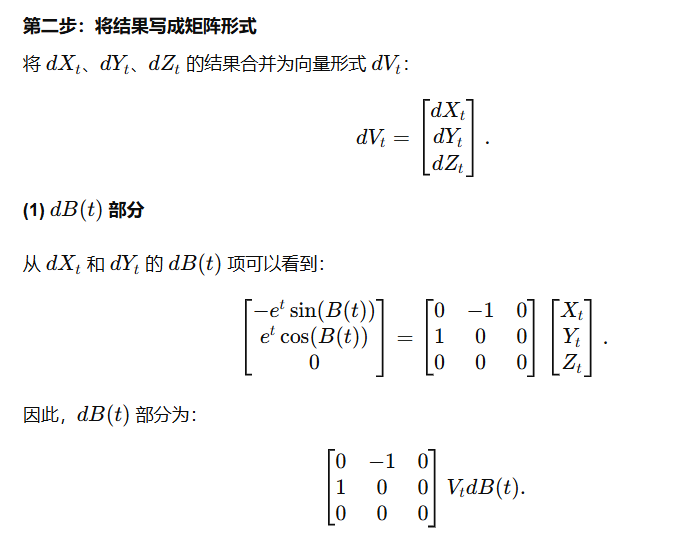 第二步：将结果写成矩阵形式
将 $dX_t$、$dY_t$、$dZ_t$ 的结果合并为向量形式 $dV_t$：
$$dV_t = \begin{bmatrix} dX_t \\ dY_t \\ dZ_t \end{bmatrix}.$$
(1) $dB(t)$ 部分
从 $dX_t$ 和 $dY_t$ 的 $dB(t)$ 项可以看到：
$$\begin{bmatrix} -e^t \sin(B(t)) \\ e^t \cos(B(t)) \\ 0 \end{bmatrix} = \begin{bmatrix} 0 & -1 & 0 \\ 1 & 0 & 0 \\ 0 & 0 & 0 \end{bmatrix} \begin{bmatrix} X_t \\ Y_t \\ Z_t \end{bmatrix}.$$
因此，$dB(t)$ 部分为：
$$\begin{bmatrix} 0 & -1 & 0 \\ 1 & 0 & 0 \\ 0 & 0 & 0 \end{bmatrix} V_t dB(t).$$